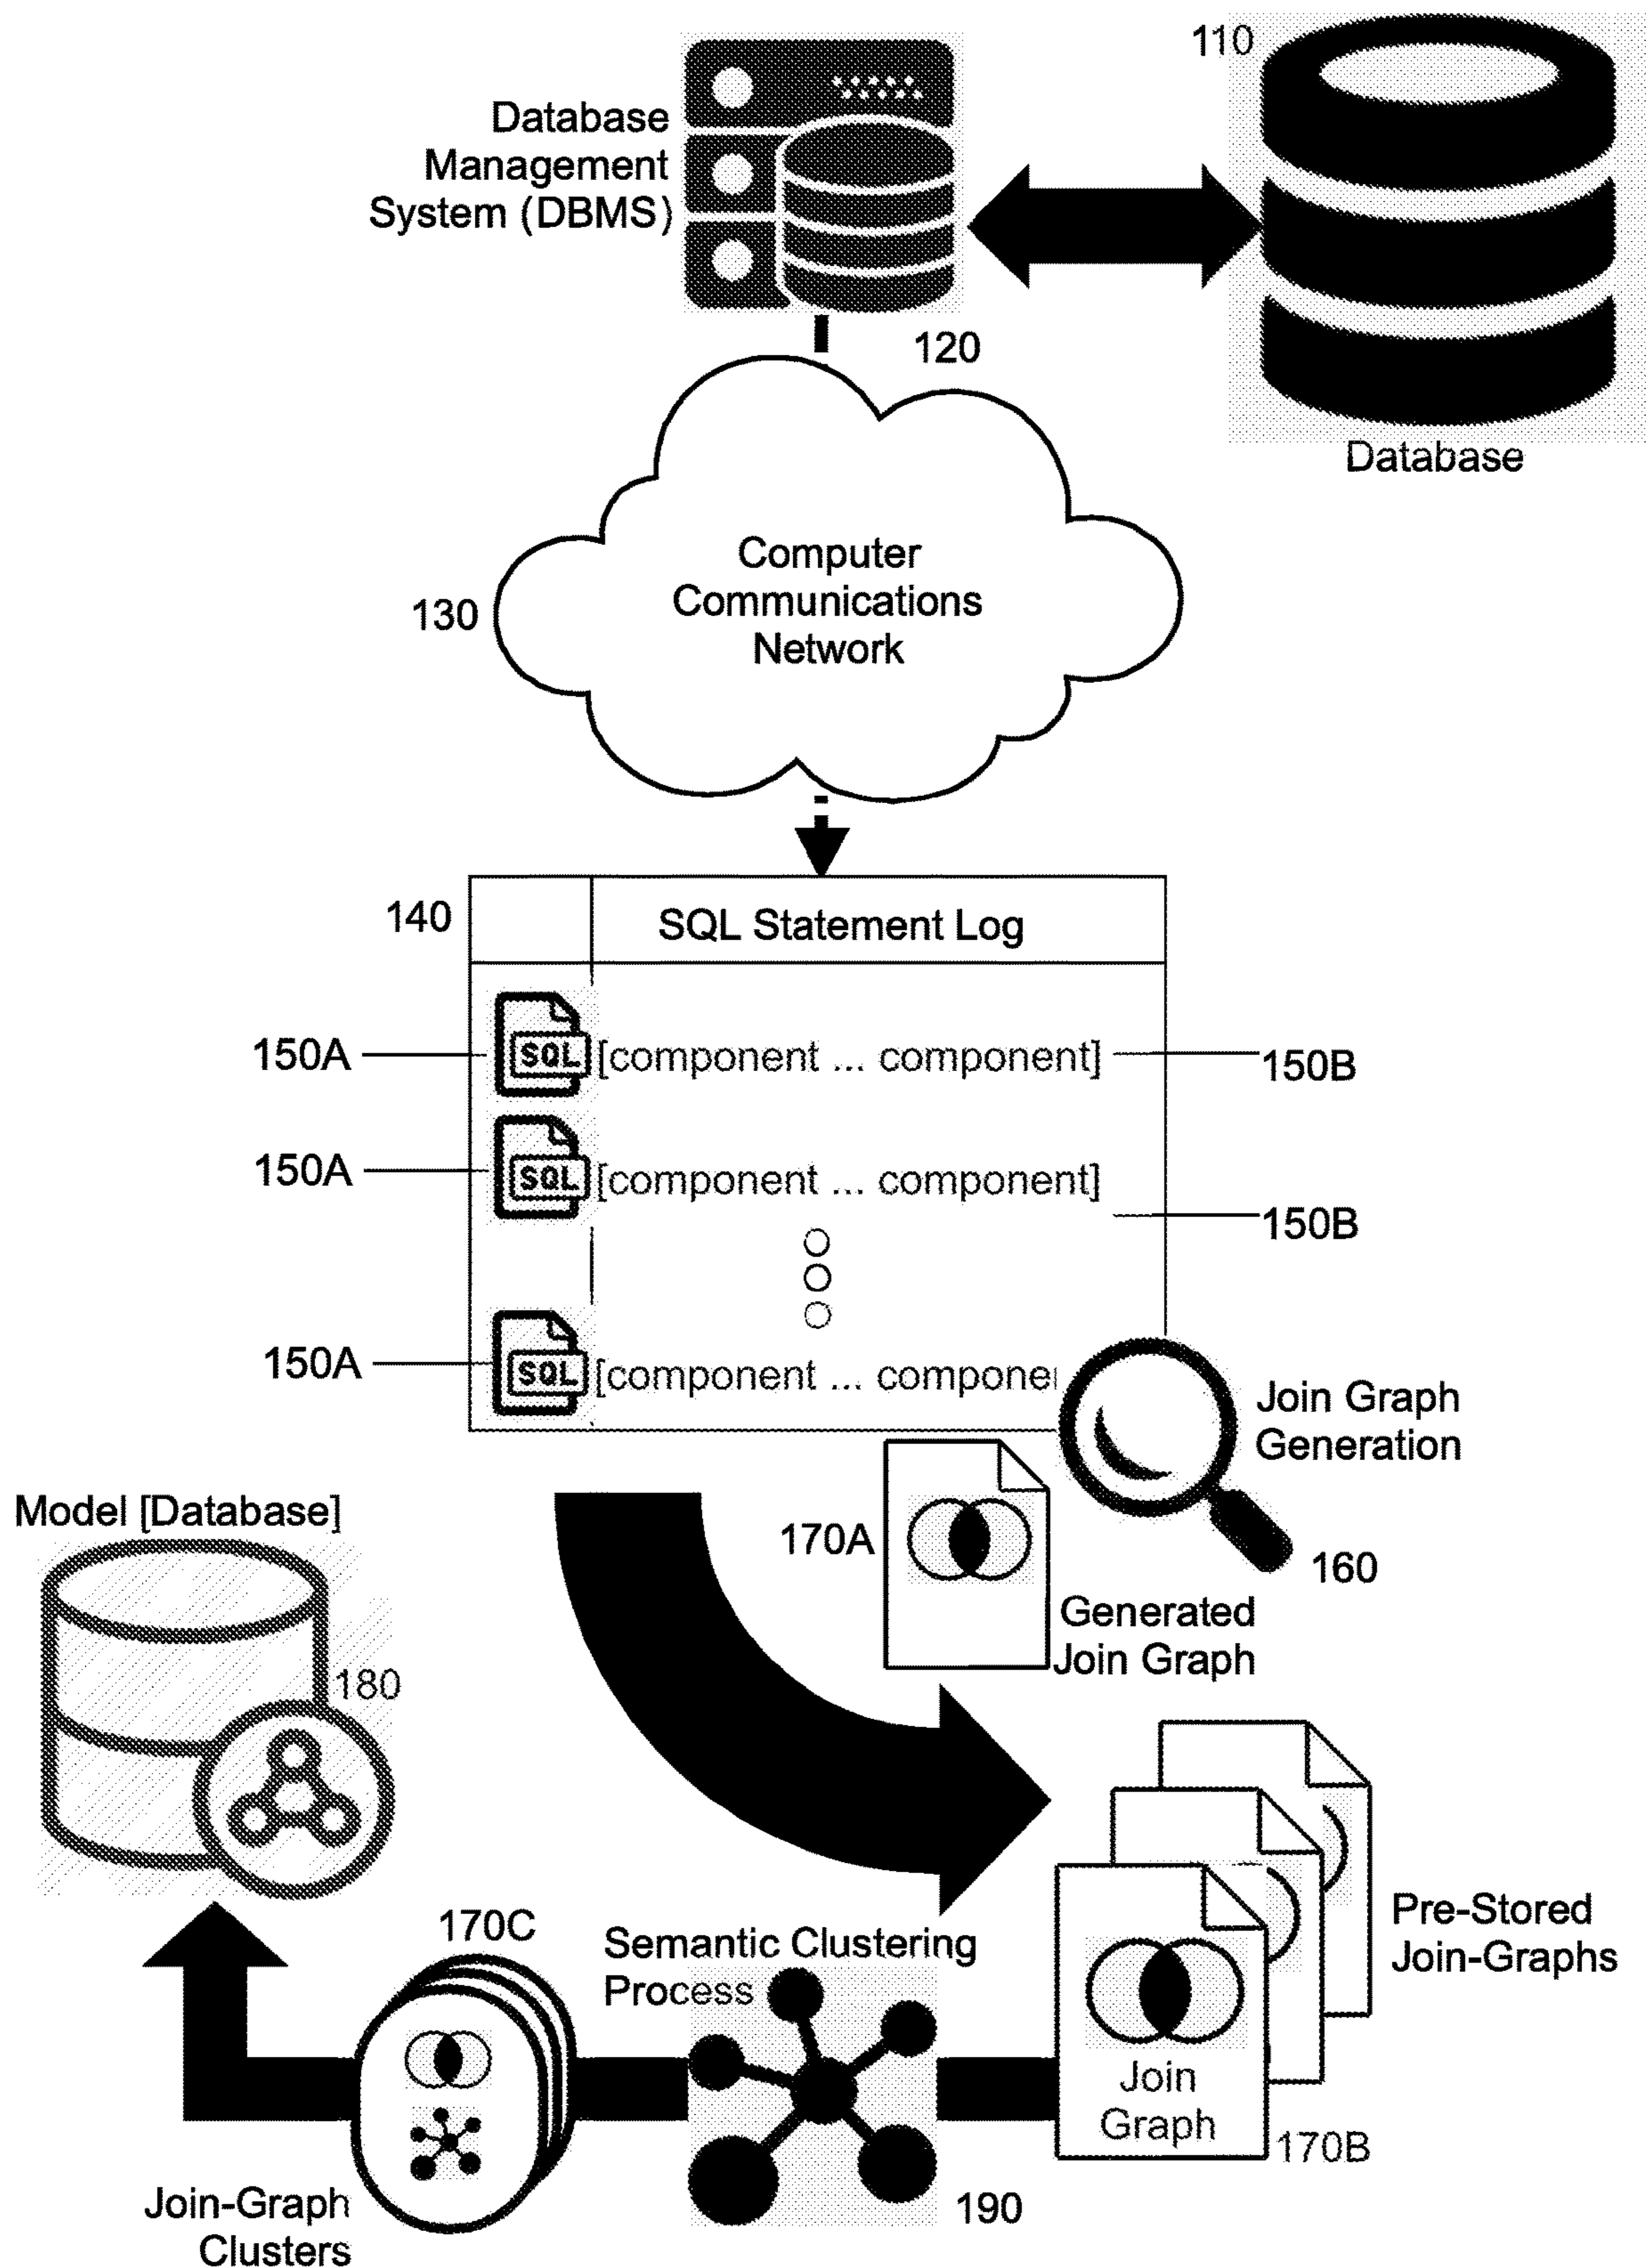 110
Database
Management
System (DBMS)
120
Database
Computer
Communications
Network
130
140
SQL Statement Log
150A
SQL
[component ... component]
150B
150A
SQL
[component ... component]
150B
150A
SQL
[component ... compone
Join Graph
Generation
160
170A
Generated
Join Graph
Model [Database]
180
Pre-Stored
Join-Graphs
170C
Semantic Clustering
Process
Join
Graph
170B
190
Join-Graph
Clusters